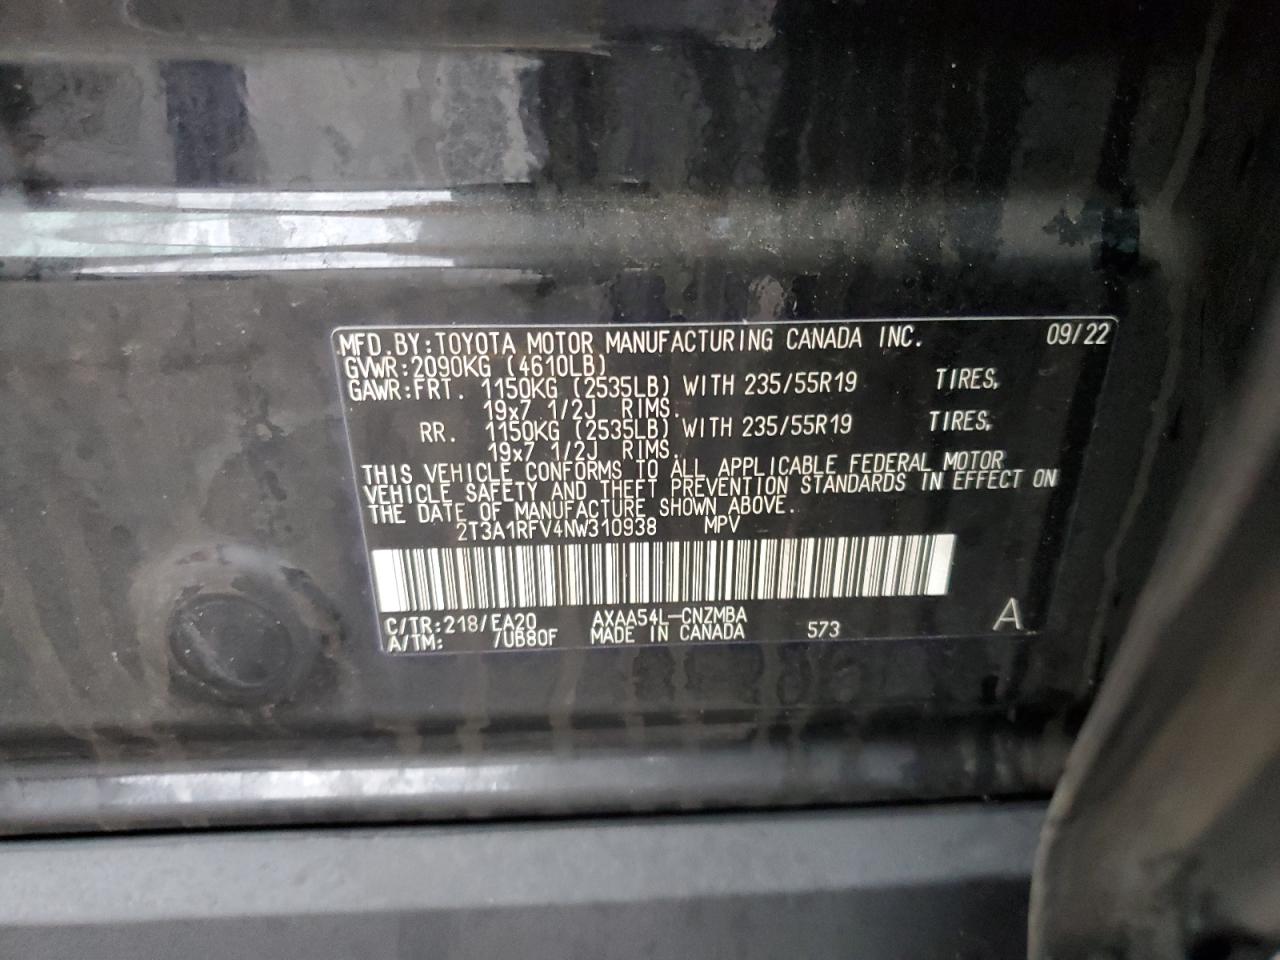 MFD. BY: TOYOTA MOTOR MANUFACTURING CANADA INC. 09/22
GVWR: 2090KG (4610LB)
GAWR: FRT. 1150KG (2535LB) WITH 235/55R19 TIRES,
19x7 1/2J RIMS.
RR. 1150KG (2535LB) WITH 235/55R19 TIRES,
19x7 1/2J RIMS.
THIS VEHICLE CONFORMS TO ALL APPLICABLE FEDERAL MOTOR
VEHICLE SAFETY AND THEFT PREVENTION STANDARDS IN EFFECT ON
THE DATE OF MANUFACTURE SHOWN ABOVE.
2T3A1RFV4NW310938 MPV
C/TR: 218/EA20 AXAA54L-CNZMBA
A/TM: /UB80F MADE IN CANADA 573 A